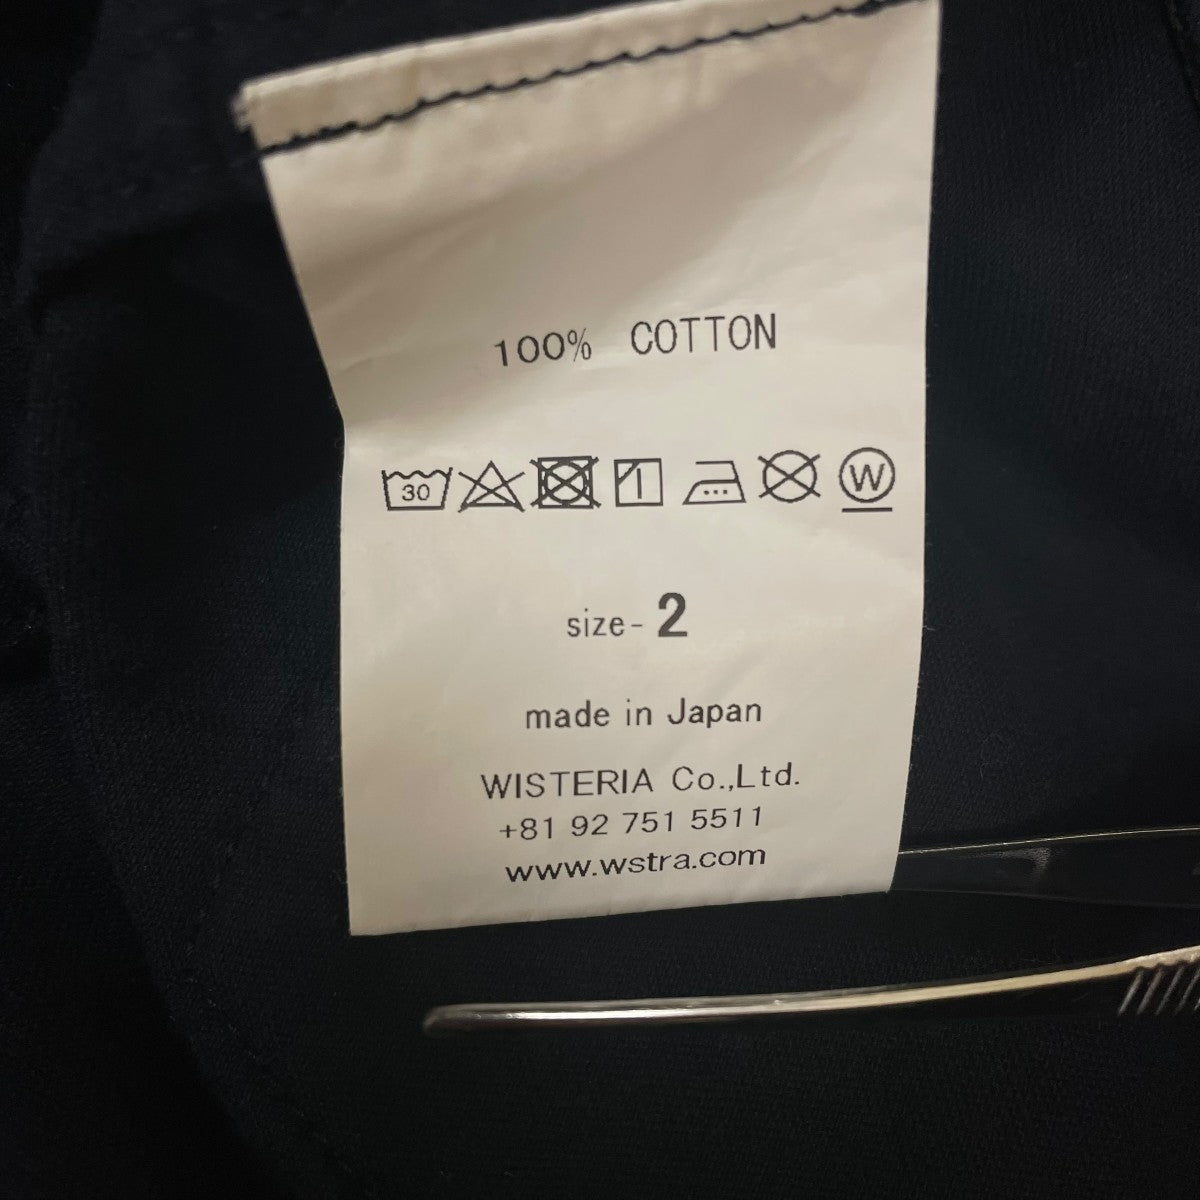 100% COTTON
30
W
size- 2
made in Japan
WISTERIA Co.,Ltd.
+81 92 751 5511
www.wstra.com